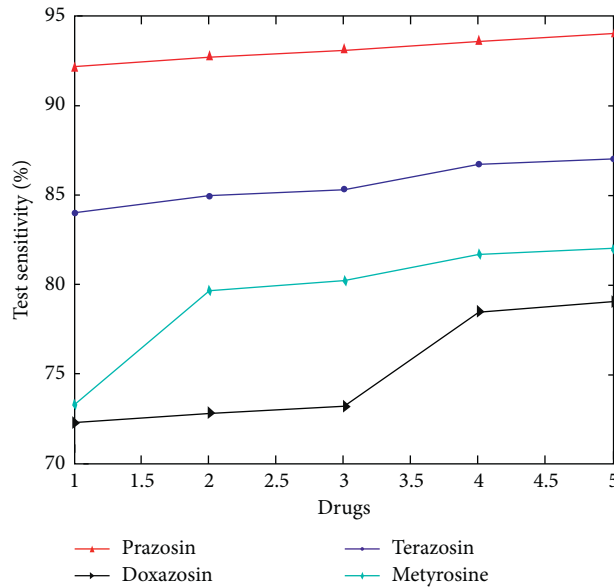 95
90
85
80
75
70
Test sensitivity (%)
1 1.5 2 2.5 3 3.5 4 4.5 5
Drugs
Prazosin Terazosin
Doxazosin Metyrosine